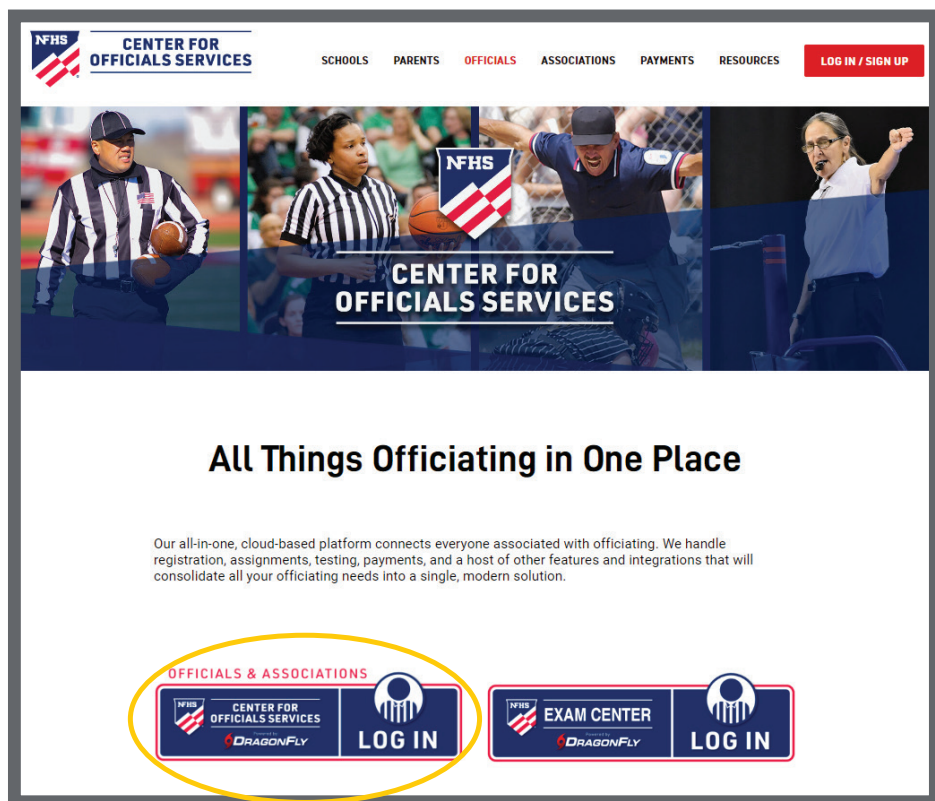 NFHS
CENTER FOR
OFFICIALS SERVICES
SCHOOLS PARENTS OFFICIALS ASSOCIATIONS PAYMENTS RESOURCES LOG IN / SIGN UP
NFHS
CENTER FOR
OFFICIALS SERVICES
All Things Officiating in One Place
Our all-in-one, cloud-based platform connects everyone associated with officiating. We handle
registration, assignments, testing, payments, and a host of other features and integrations that will
consolidate all your officiating needs into a single, modern solution.
OFFICIALS & ASSOCIATIONS
NFHS
CENTER FOR
OFFICIALS SERVICES
Powered by
DRAGONFLY
LOG IN
NFHS
EXAM CENTER
Powered by
DRAGONFLY
LOG IN